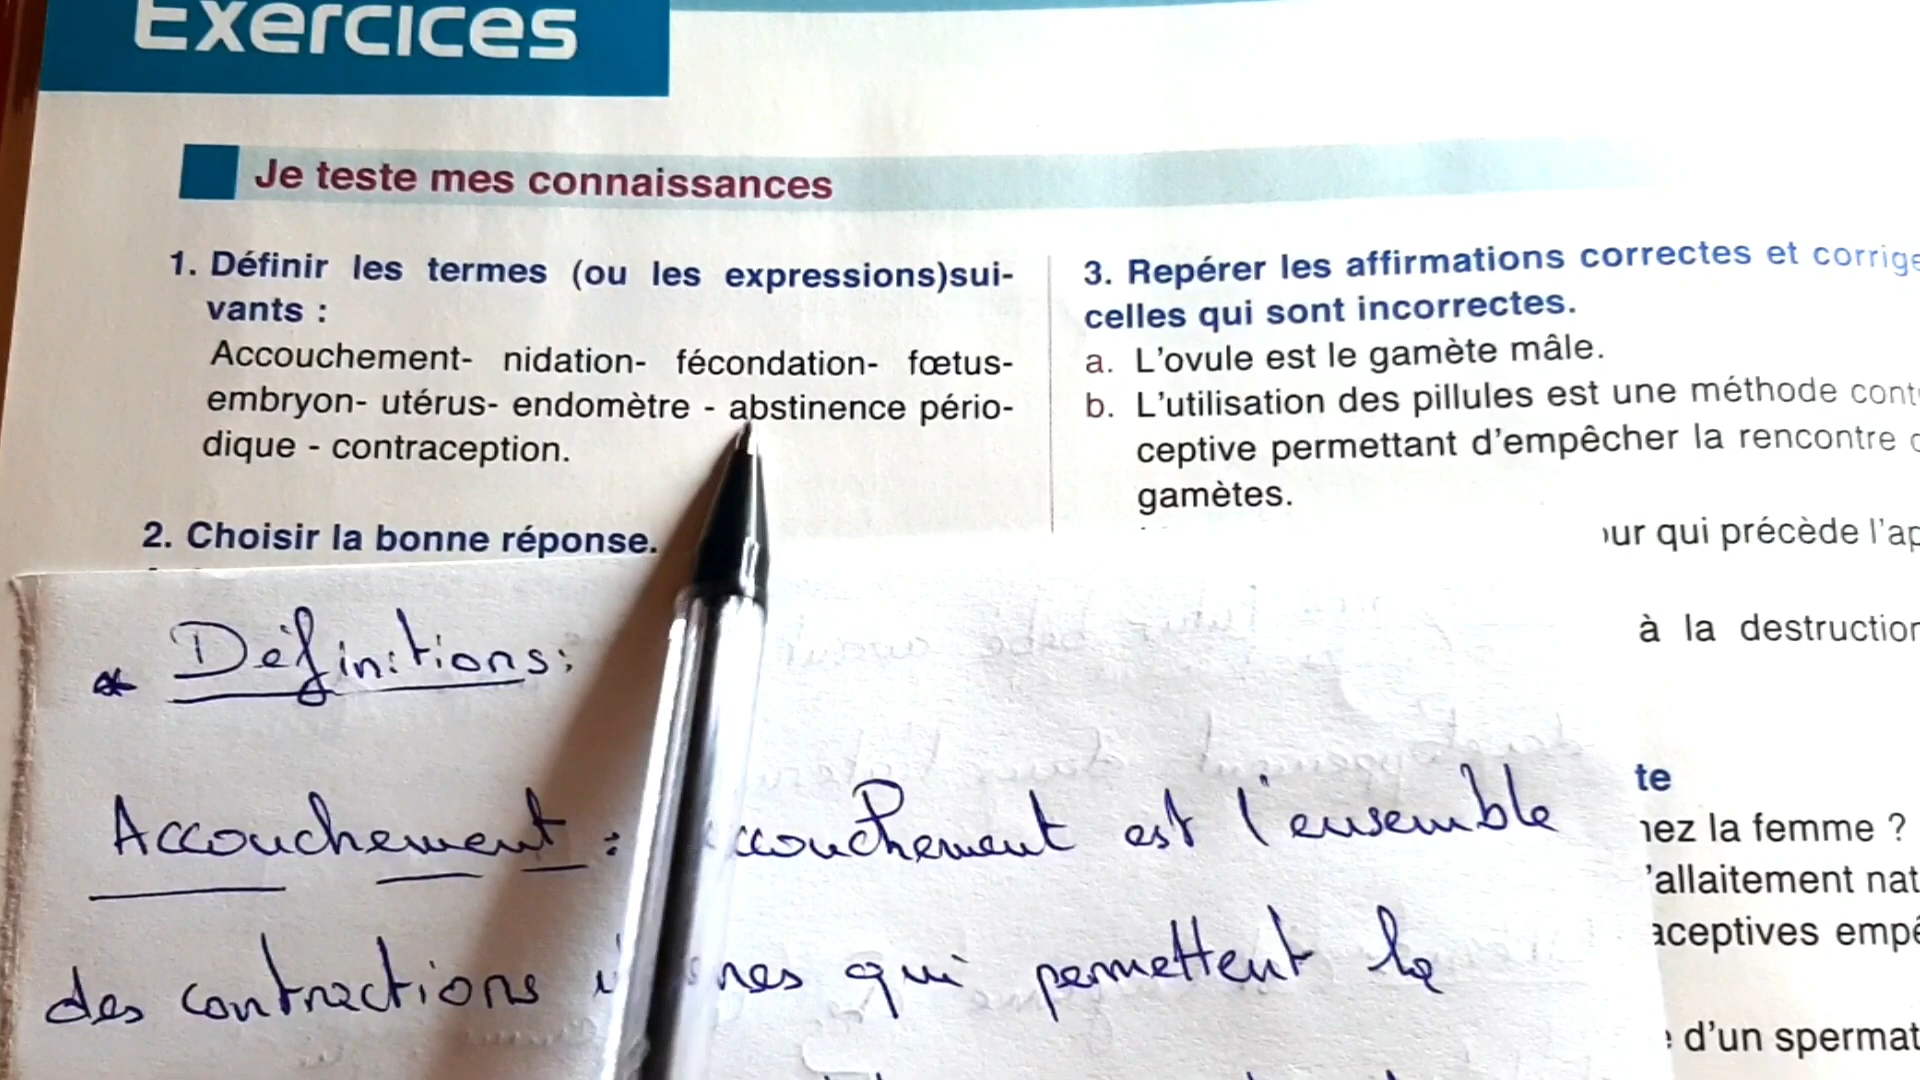 Exercices
Je teste mes connaissances
1. Définir les termes (ou les expressions)sui-
vants :
Accouchement- nidation- fécondation- fœtus-
embryon- utérus- endomètre - abstinence pério-
dique - contraception.
2. Choisir la bonne réponse.
3. Repérer les affirmations correctes et corrige
celles qui sont incorrectes.
a. L'ovule est le gamète mâle.
b. L'utilisation des pillules est une méthode cont
ceptive permettant d'empêcher la rencontre
gamètes.
ur qui précède l'ap
à la destruction
te
ez la femme ?
'allaitement nat
aceptives empê
d'un spermat
Définitions:
Accouchement : ccouchement est l'ensemble
des contractions nes qui permettent le